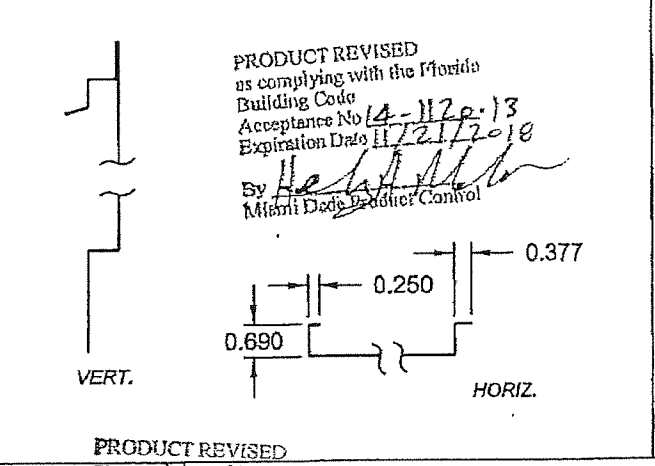 PRODUCT REVISED
as complying with the Florida
Building Code
Acceptance No 14-1120.13
Expiration Date 11/21/2018
By
Miami Dade Product Control
0.377
0.250
0.690
VERT.
HORIZ.
PRODUCT REVISED